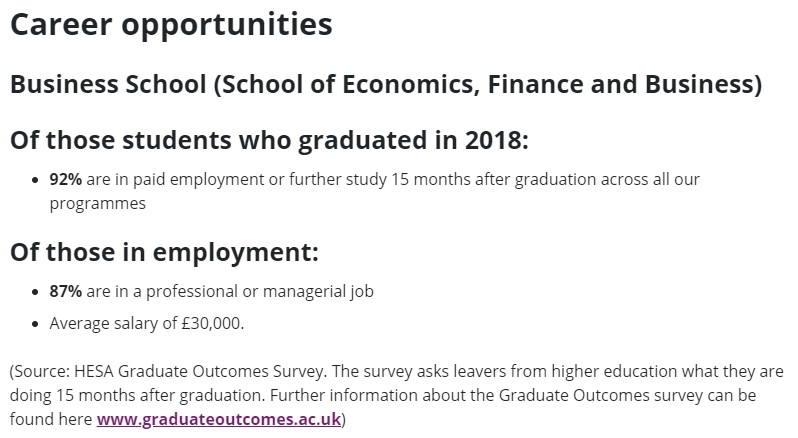 Career opportunities
Business School (School of Economics, Finance and Business)
Of those students who graduated in 2018:
• 92% are in paid employment or further study 15 months after graduation across all our
programmes
Of those in employment:
• 87% are in a professional or managerial job
• Average salary of £30,000.
(Source: HESA Graduate Outcomes Survey. The survey asks leavers from higher education what they are
doing 15 months after graduation. Further information about the Graduate Outcomes survey can be
found here www.graduateoutcomes.ac.uk)